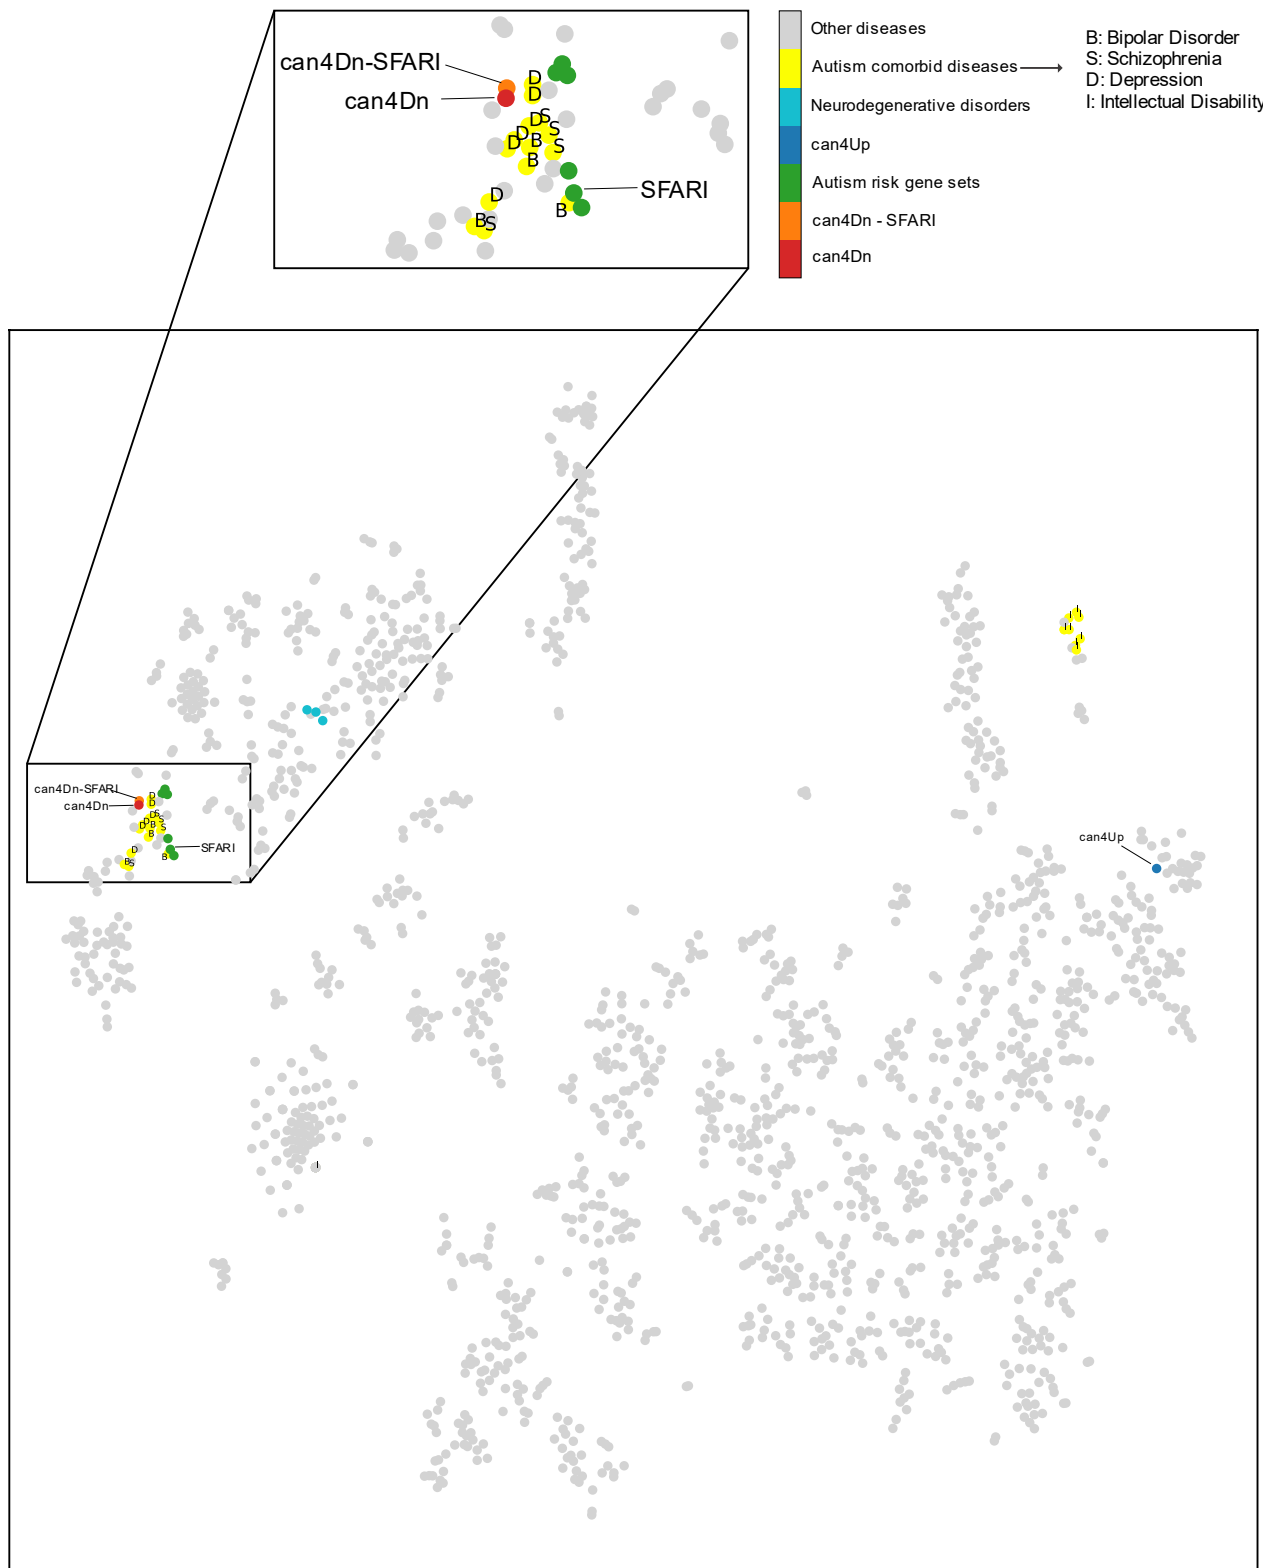 can4Dn-SFARI
can4Dn
D
D
D
S
D
S
D
B
S
B
D
B
B
S
SFARI
Other diseases
Autism comorbid diseases
Neurodegenerative disorders
can4Up
Autism risk gene sets
can4Dn - SFARI
can4Dn
B: Bipolar Disorder
S: Schizophrenia
D: Depression
I: Intellectual Disability
I
I I
I I
I
I
can4Dn-SFARI
can4Dn
D
D
D
S
D
S
D
B
S
B
D
B
B
S
SFARI
can4Up
I